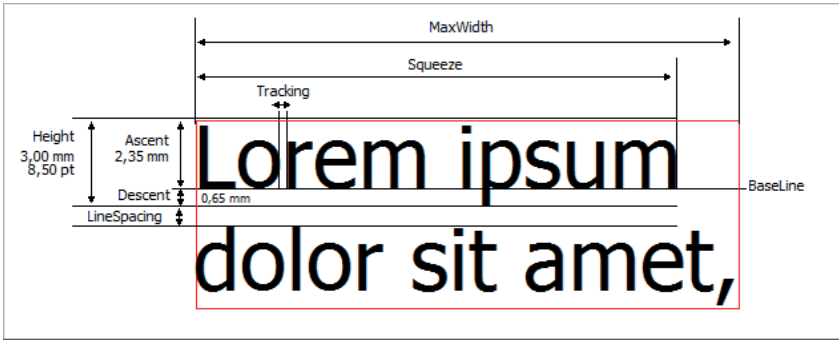 MaxWidth
Squeeze
Tracking
Height
3,00 mm
8,50 pt
Ascent
2,35 mm
Lorem ipsum
BaseLine
Descent
0,65 mm
LineSpacing
dolor sit amet,